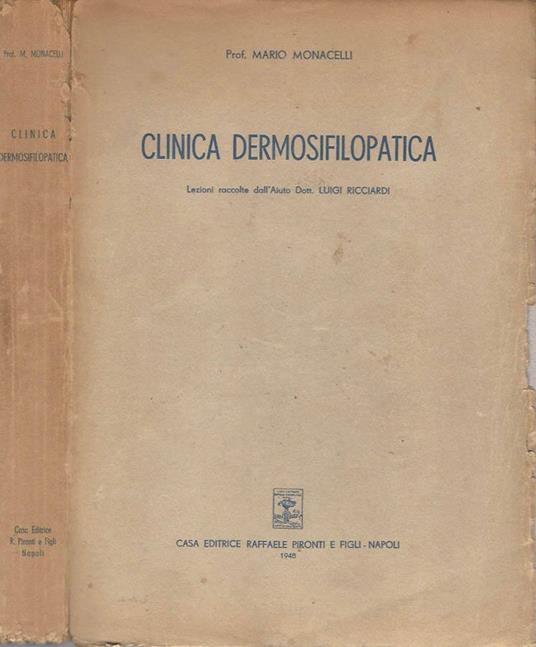 Prof. M. MONACELLI
CLINICA
DERMOSIFILOPATICA
Casa Editrice
R. Pironti e Figli
Napoli
Prof. MARIO MONACELLI
CLINICA DERMOSIFILOPATICA
Lezioni raccolte dall'Aiuto Dott. LUIGI RICCIARDI
CASA EDITRICE RAFFAELE PIRONTI E FIGLI - NAPOLI
1948